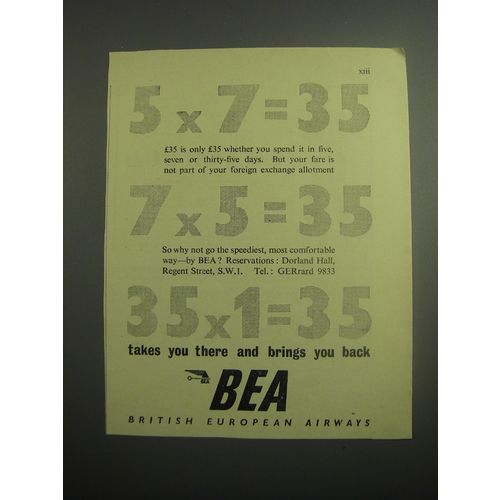 xiii
5 x 7 = 35
£35 is only £35 whether you spend it in five,
seven or thirty-five days. But your fare is
not part of your foreign exchange allotment
7 x 5 = 35
So why not go the speediest, most comfortable
way—by BEA? Reservations : Dorland Hall,
Regent Street, S.W.1. Tel. : GERrard 9833
35 x 1 = 35
takes you there and brings you back
BEA
BEA
BRITISH EUROPEAN AIRWAYS